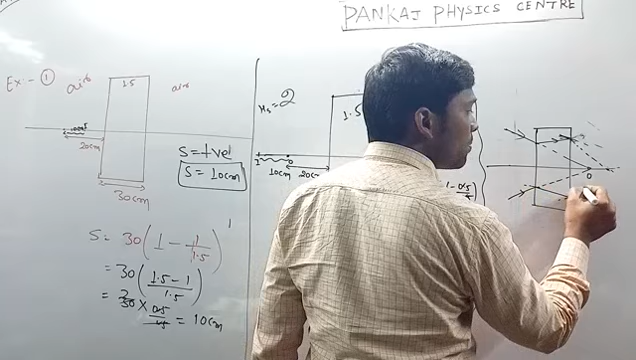 PANKAJ PHYSICS CENTRE
Ex:- ①
air
1.5
air
20cm
30cm
S = +ve
S = 10cm
S = 30(1 - 1/1.5)
= 30(1.5 - 1/1.5)
= 30 × 0.5/1.5 = 10cm
2
1.5
I
O
10cm
20cm
O